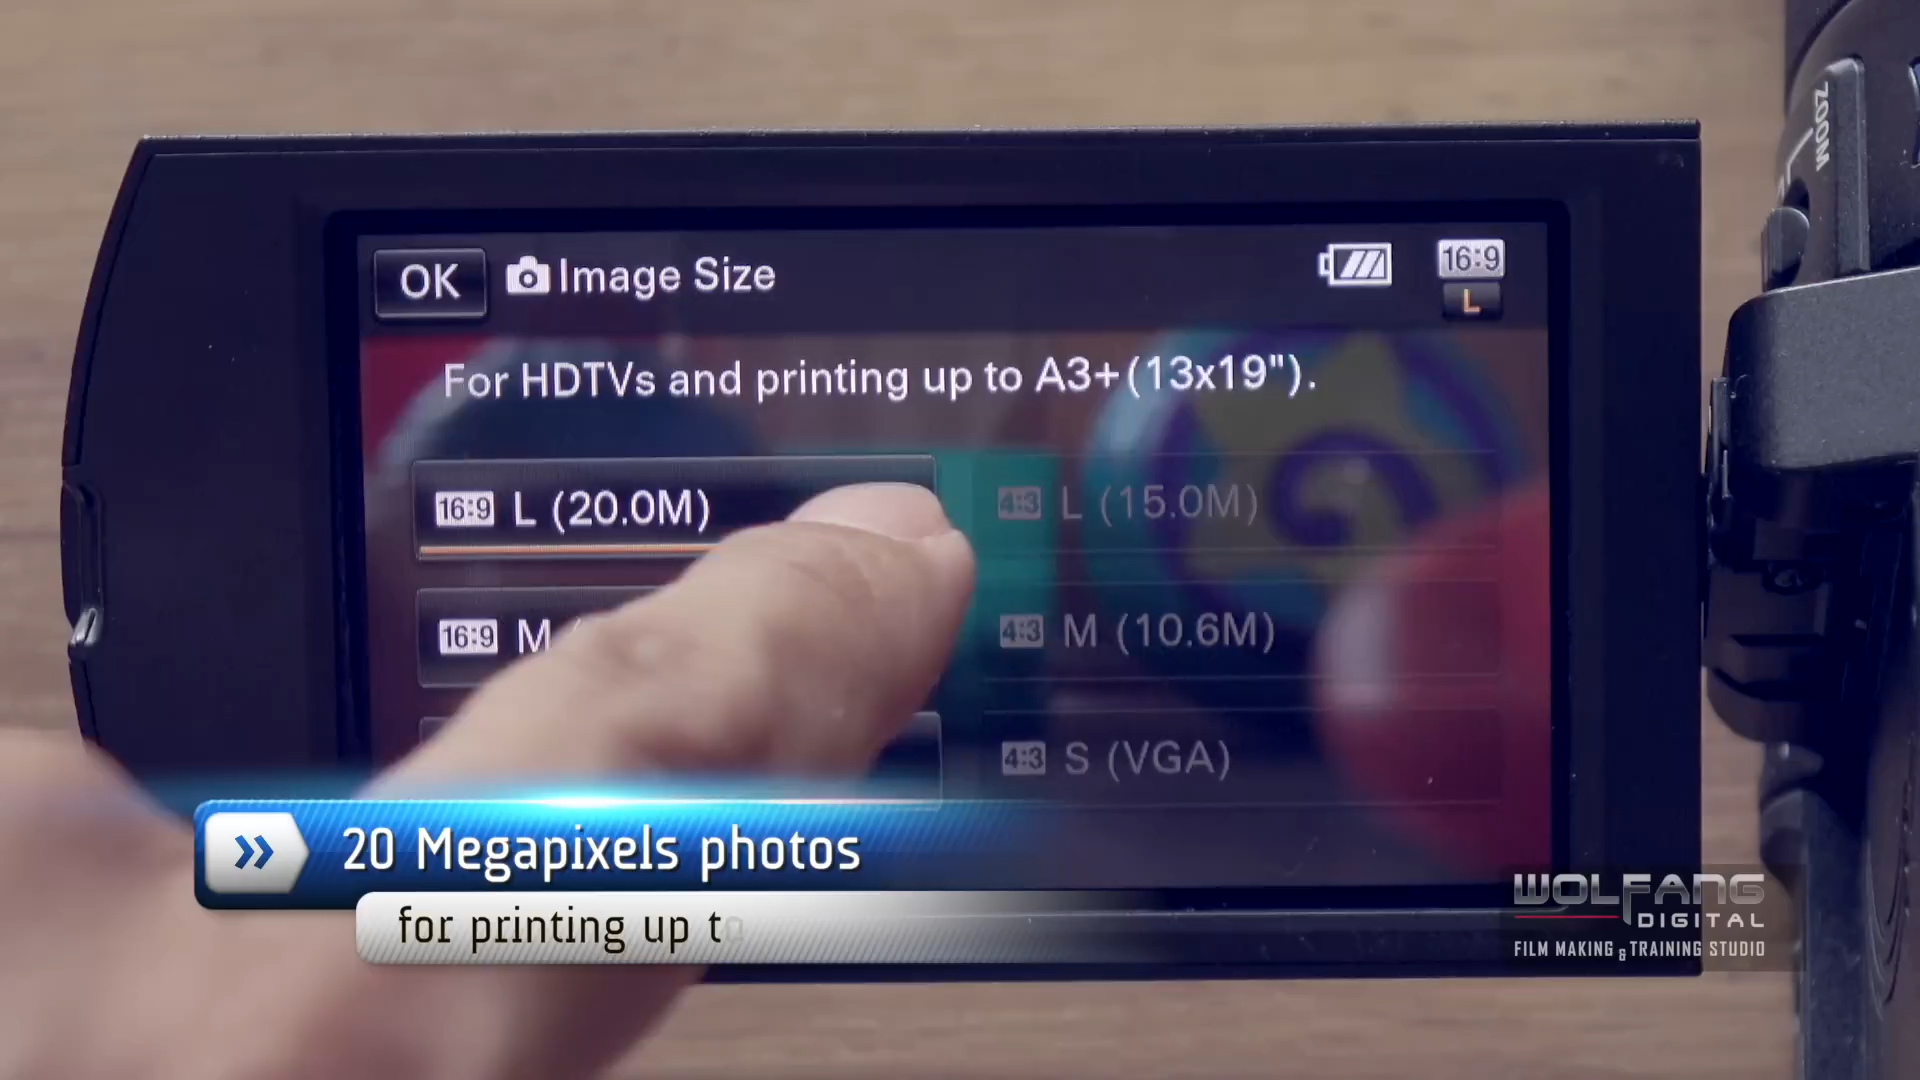 ZOOM
OK Image Size 16:9
L
For HDTVs and printing up to A3+(13x19").
16:9 L (20.0M) 4:3 L (15.0M)
16:9 M 4:3 M (10.6M)
4:3 S (VGA)
20 Megapixels photos
for printing up to
WOLFANG
DIGITAL
FILM MAKING & TRAINING STUDIO